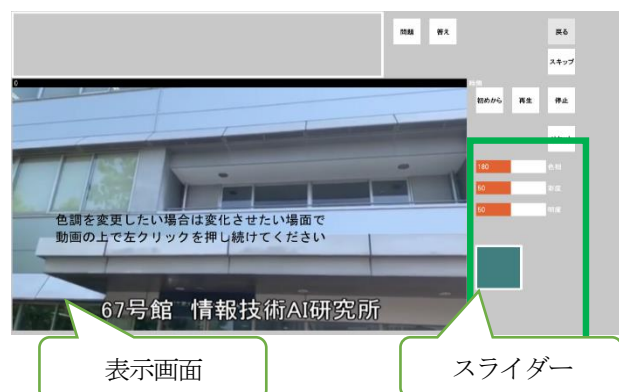 問題 答え 戻る
スキップ
0 動画
初めから 再生 停止
180 色相
50 彩度
50 明度
色調を変更したい場合は変化させたい場面で
動画の上で左クリックを押し続けてください
67号館 情報技術AI研究所
表示画面 スライダー